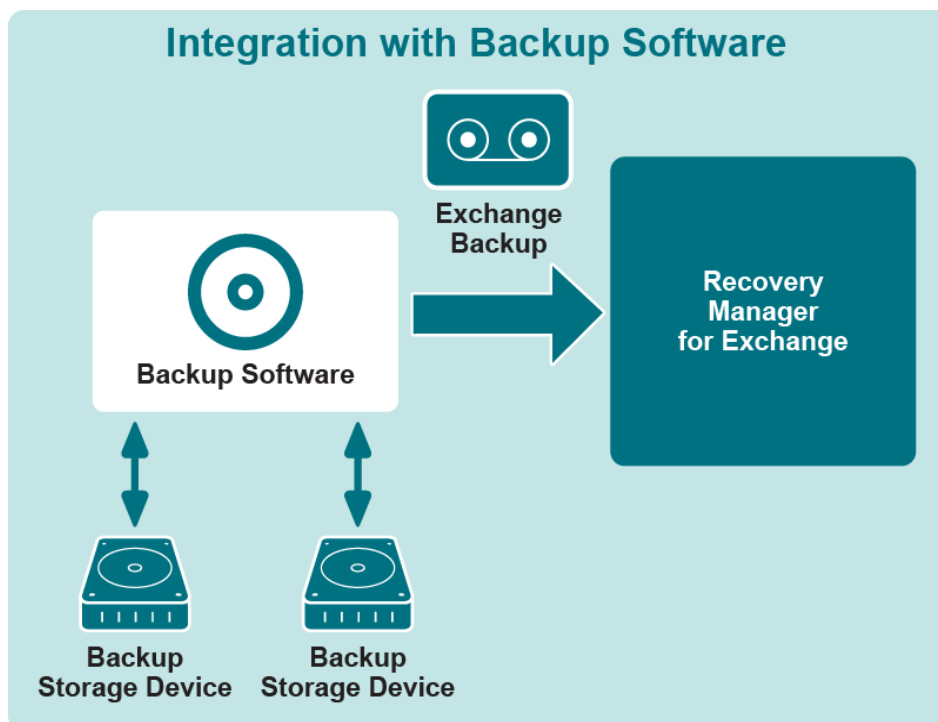 Integration with Backup Software
Exchange
Backup
Recovery
Manager
for Exchange
Backup Software
Backup
Storage Device
Backup
Storage Device